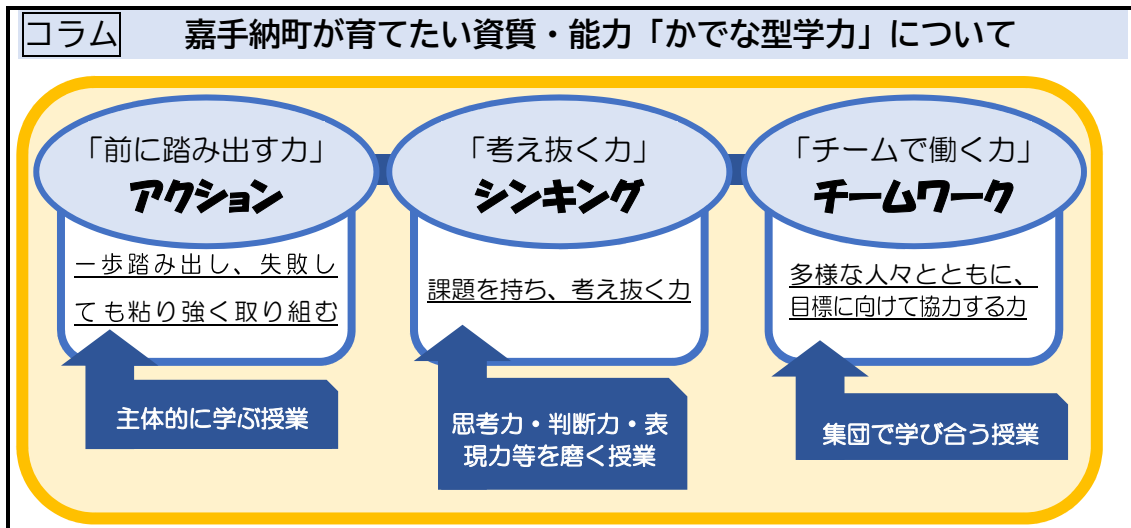 コラム 嘉手納町が育てたい資質・能力「かでな型学力」について
「前に踏み出す力」
アクション
一歩踏み出し、失敗し
ても粘り強く取り組む
主体的に学ぶ授業
「考え抜く力」
シンキング
課題を持ち、考え抜く力
思考力・判断力・表
現力等を磨く授業
「チームで働く力」
チームワーク
多様な人々とともに、
目標に向けて協力する力
集団で学び合う授業